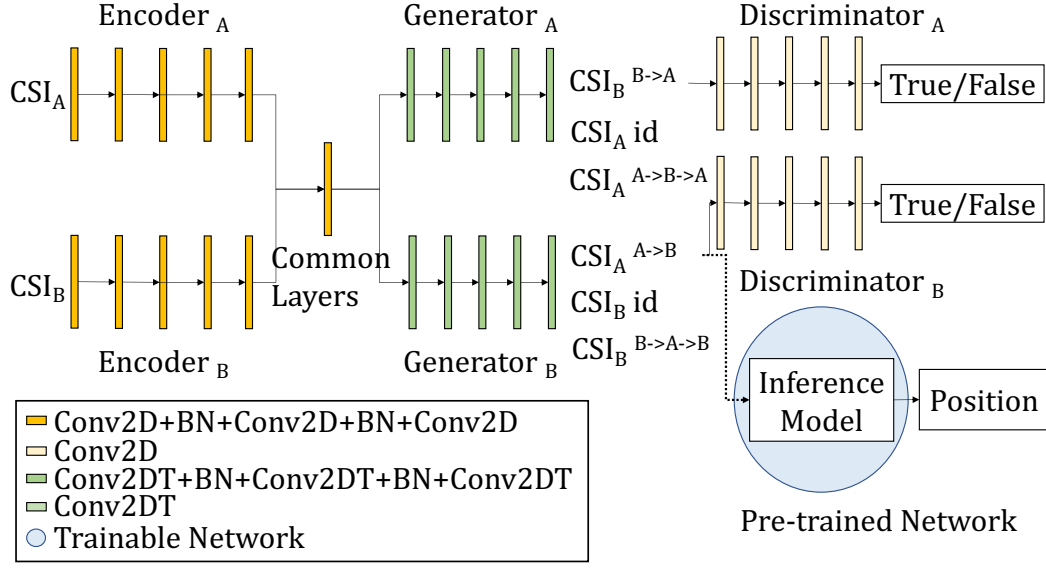 Encoder A
Generator A
Discriminator A
CSIA
CSIB B->A
True/False
CSIA id
CSIA A->B->A
True/False
Common
Layers
CSIA A->B
CSIB
CSIB id
Discriminator B
CSIB B->A->B
Encoder B
Generator B
Inference
Model
Position
Conv2D+BN+Conv2D+BN+Conv2D
Conv2D
Conv2DT+BN+Conv2DT+BN+Conv2DT
Conv2DT
Trainable Network
Pre-trained Network